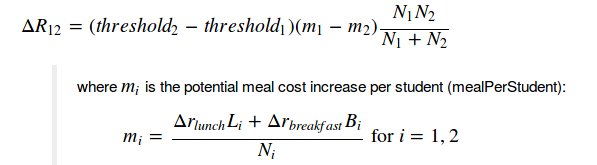 ΔR₁₂ = (threshold₂ − threshold₁)(m₁ − m₂) N₁N₂ / (N₁ + N₂)
where mᵢ is the potential meal cost increase per student (mealPerStudent):
mᵢ = (Δr_lunch Lᵢ + Δr_breakfast Bᵢ) / Nᵢ for i = 1, 2